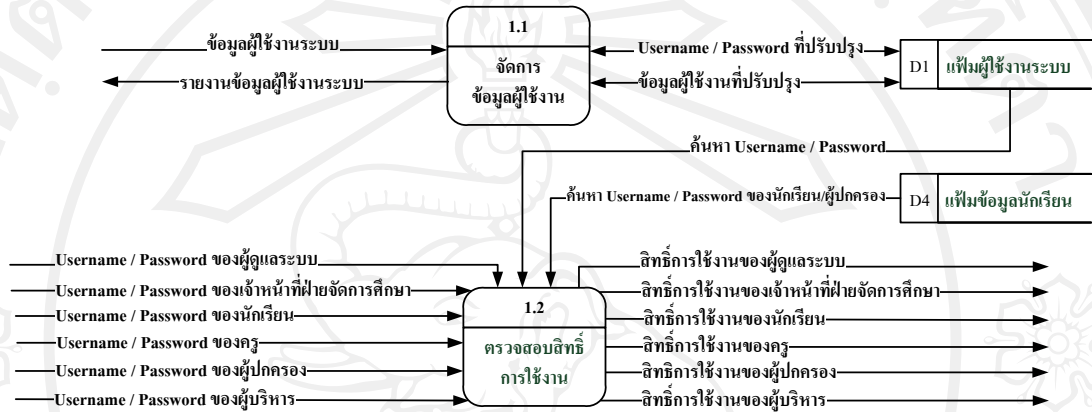 1.1
จัดการ
ข้อมูลผู้ใช้งาน
ข้อมูลผู้ใช้งานระบบ
รายงานข้อมูลผู้ใช้งานระบบ
Username / Password ที่ปรับปรุง
ข้อมูลผู้ใช้งานที่ปรับปรุง
D1 แฟ้มผู้ใช้งานระบบ
ค้นหา Username / Password
ค้นหา Username / Password ของนักเรียน/ผู้ปกครอง
D4 แฟ้มข้อมูลนักเรียน
Username / Password ของผู้ดูแลระบบ
Username / Password ของเจ้าหน้าที่ฝ่ายจัดการศึกษา
Username / Password ของนักเรียน
Username / Password ของครู
Username / Password ของผู้ปกครอง
Username / Password ของผู้บริหาร
1.2
ตรวจสอบสิทธิ์
การใช้งาน
สิทธิ์การใช้งานของผู้ดูแลระบบ
สิทธิ์การใช้งานของเจ้าหน้าที่ฝ่ายจัดการศึกษา
สิทธิ์การใช้งานของนักเรียน
สิทธิ์การใช้งานของครู
สิทธิการใช้งานของผู้ปกครอง
สิทธิ์การใช้งานของผู้บริหาร